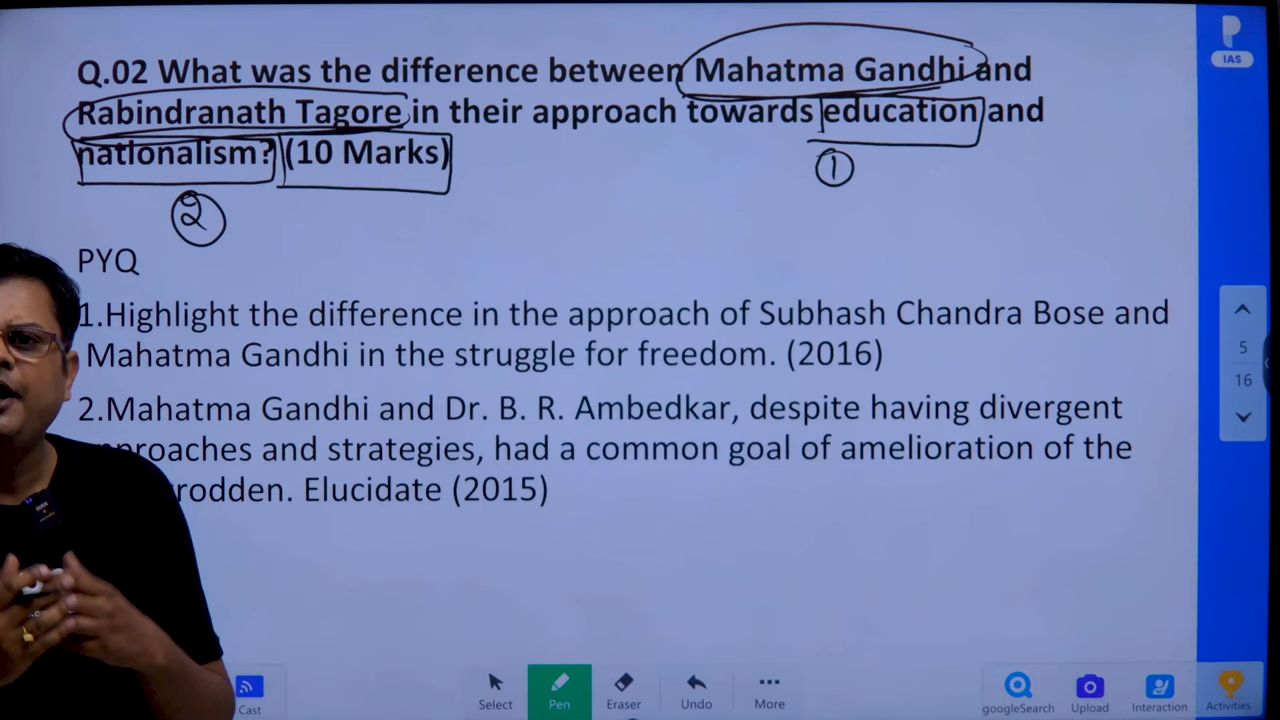 Q.02 What was the difference between Mahatma Gandhi and
Rabindranath Tagore in their approach towards education and
nationalism? (10 Marks)
①
②
PYQ
1.Highlight the difference in the approach of Subhash Chandra Bose and
Mahatma Gandhi in the struggle for freedom. (2016)
2.Mahatma Gandhi and Dr. B. R. Ambedkar, despite having divergent
and strategies, had a common goal of amelioration of the
Elucidate (2015)
IAS
5
16
Cast
Select
Pen
Eraser
Undo
More
googleSearch
Upload
Interaction
Activities